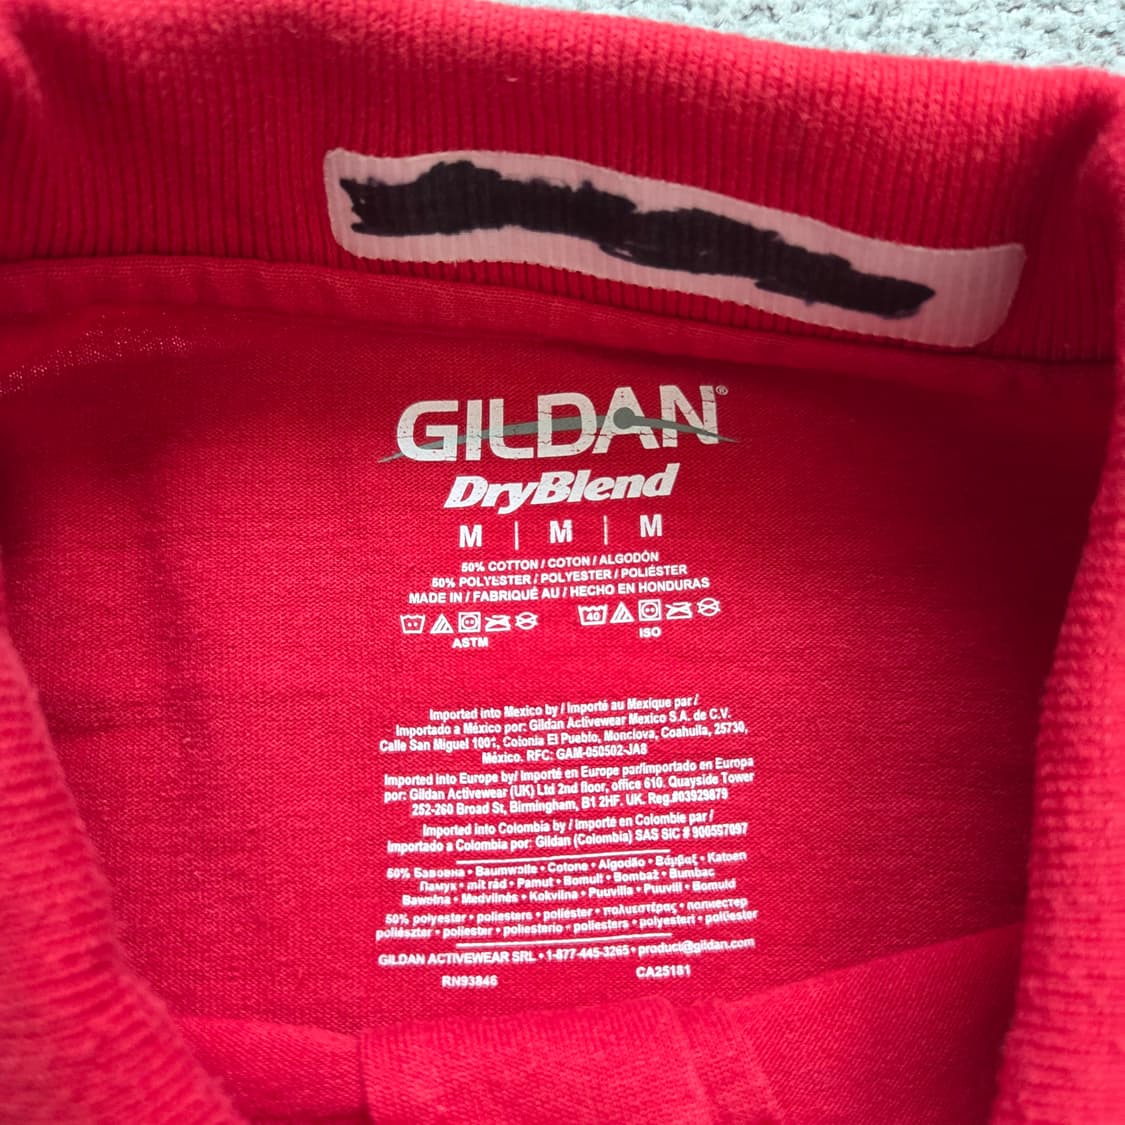 GILDAN®
DryBlend
M | M | M
50% COTTON / COTON / ALGODÓN
50% POLYESTER / POLYESTER / POLIÉSTER
MADE IN / FABRIQUÉ AU / HECHO EN HONDURAS
40
ASTM ISO
Imported into Mexico by / Importé au Mexique par /
Importado a México por: Gildan Activewear Mexico S.A. de C.V.
Calle San Miguel Colonia El Pueblo, Monclova, Coahuila, 25730,
México. RFC: GAM-050502-JA8
Imported into Europe by/ Importé en Europe par/Importado en Europa
por: Gildan Activewear (UK) Ltd 2nd floor, office 610. Quayside Tower
252-260 Broad St, Birmingham, B1 2HF. UK. Reg.#03929879
Imported into Colombia by / Importé en Colombie par /
Importado a Colombia por: Gildan (Colombia) SAS SIC # 900597097
50% Бавовна • Baumwolle • Cotone • Algodão • Βάμβαξ • Katoen
Памук • mit rád • Pamut • Bomull • Bombaž • Bumbac
Bawełna • Medvilnės • Kokvilna • Puuvilla • Puuvill • Bomuld
50% polyester • poliestere • poliéster • πολυεστέρας • полиестер
poliészter • poliester • poliesterio • poliesters • polyesteri • polüester
GILDAN ACTIVEWEAR SRL • 1-877-445-3265 • product@gildan.com
RN93846 CA25181